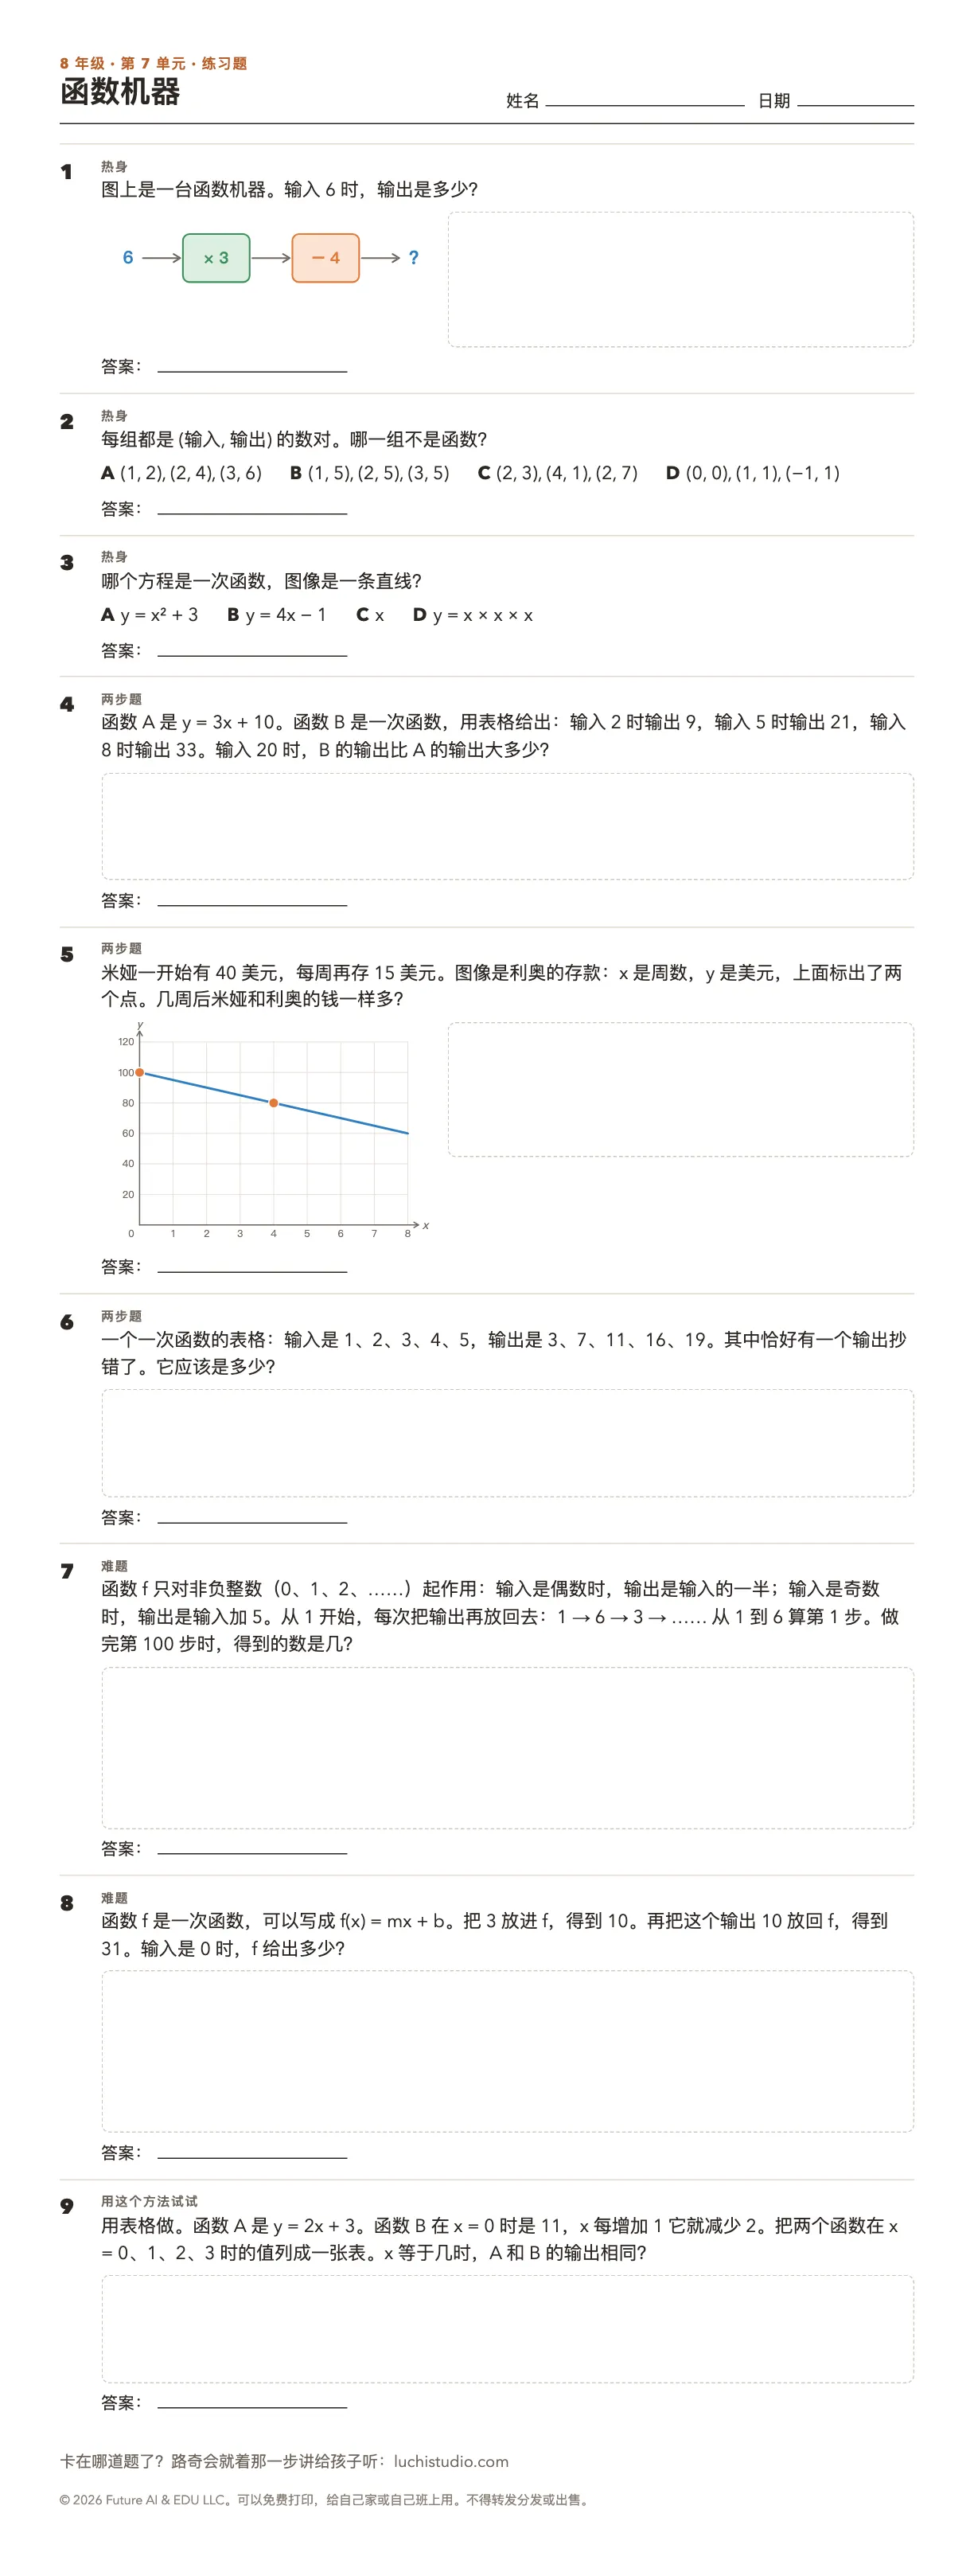 8 年级 · 第 7 单元 · 练习题
函数机器
姓名 日期
1
热身
图上是一台函数机器。输入 6 时，输出是多少？
6 × 3 − 4 ?
答案：
2
热身
每组都是 (输入, 输出) 的数对。哪一组不是函数？
A (1, 2), (2, 4), (3, 6) B (1, 5), (2, 5), (3, 5) C (2, 3), (4, 1), (2, 7) D (0, 0), (1, 1), (−1, 1)
答案：
3
热身
哪个方程是一次函数，图像是一条直线？
A y = x² + 3 B y = 4x − 1 C x D y = x × x × x
答案：
4
两步题
函数 A 是 y = 3x + 10。函数 B 是一次函数，用表格给出：输入 2 时输出 9，输入 5 时输出 21，输入
8 时输出 33。输入 20 时，B 的输出比 A 的输出大多少？
答案：
5
两步题
米娅一开始有 40 美元，每周再存 15 美元。图像是利奥的存款：x 是周数，y 是美元，上面标出了两
个点。几周后米娅和利奥的钱一样多？
y
120
100
80
60
40
20
0 1 2 3 4 5 6 7 8 x
答案：
6
两步题
一个一次函数的表格：输入是 1、2、3、4、5，输出是 3、7、11、16、19。其中恰好有一个输出抄
错了。它应该是多少？
答案：
7
难题
函数 f 只对非负整数（0、1、2、……）起作用：输入是偶数时，输出是输入的一半；输入是奇数
时，输出是输入加 5。从 1 开始，每次把输出再放回去：1 → 6 → 3 → …… 从 1 到 6 算第 1 步。做
完第 100 步时，得到的数是几？
答案：
8
难题
函数 f 是一次函数，可以写成 f(x) = mx + b。把 3 放进 f，得到 10。再把这个输出 10 放回 f，得到
31。输入是 0 时，f 给出多少？
答案：
9
用这个方法试试
用表格做。函数 A 是 y = 2x + 3。函数 B 在 x = 0 时是 11，x 每增加 1 它就减少 2。把两个函数在 x
= 0、1、2、3 时的值列成一张表。x 等于几时，A 和 B 的输出相同？
答案：
卡在哪道题了？路奇会就着那一步讲给孩子听：luchistudio.com
© 2026 Future AI & EDU LLC。可以免费打印，给自己家或自己班上用。不得转发分发或出售。